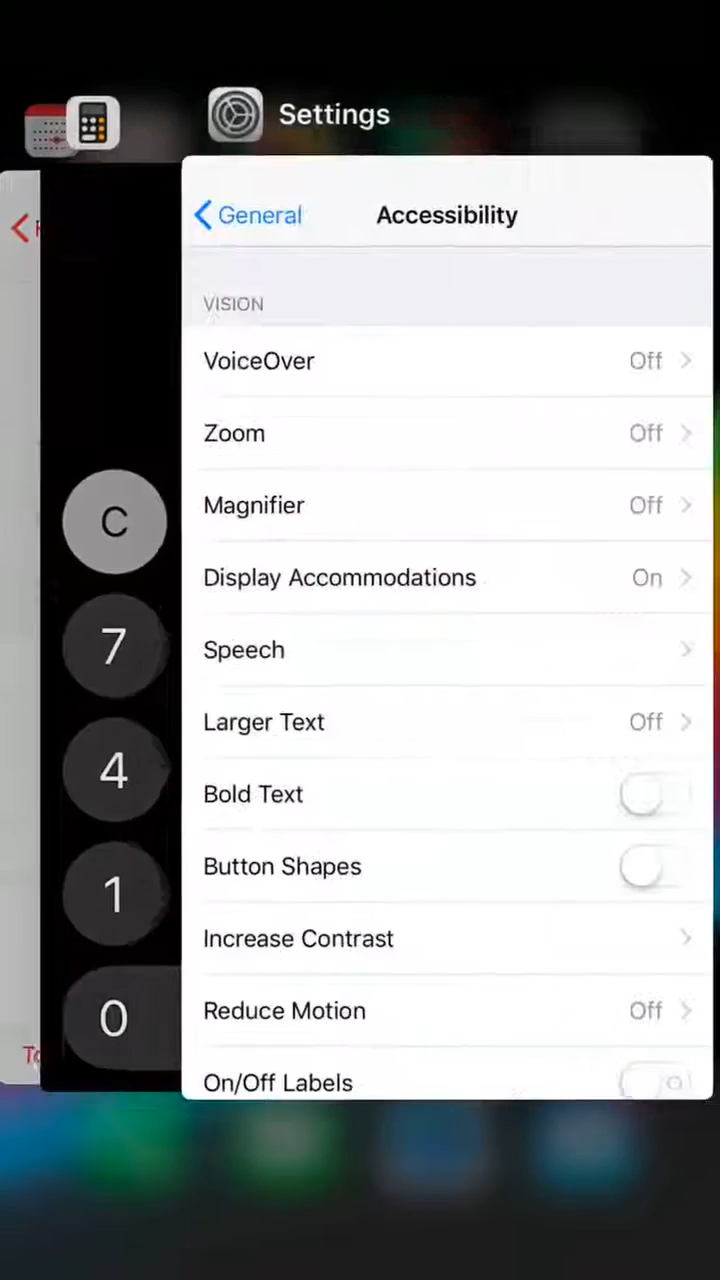 Settings
General
Accessibility
VISION
VoiceOver Off
Zoom Off
Magnifier Off
Display Accommodations On
Speech
Larger Text Off
Bold Text
Button Shapes
Increase Contrast
Reduce Motion Off
On/Off Labels
C
7
4
1
0